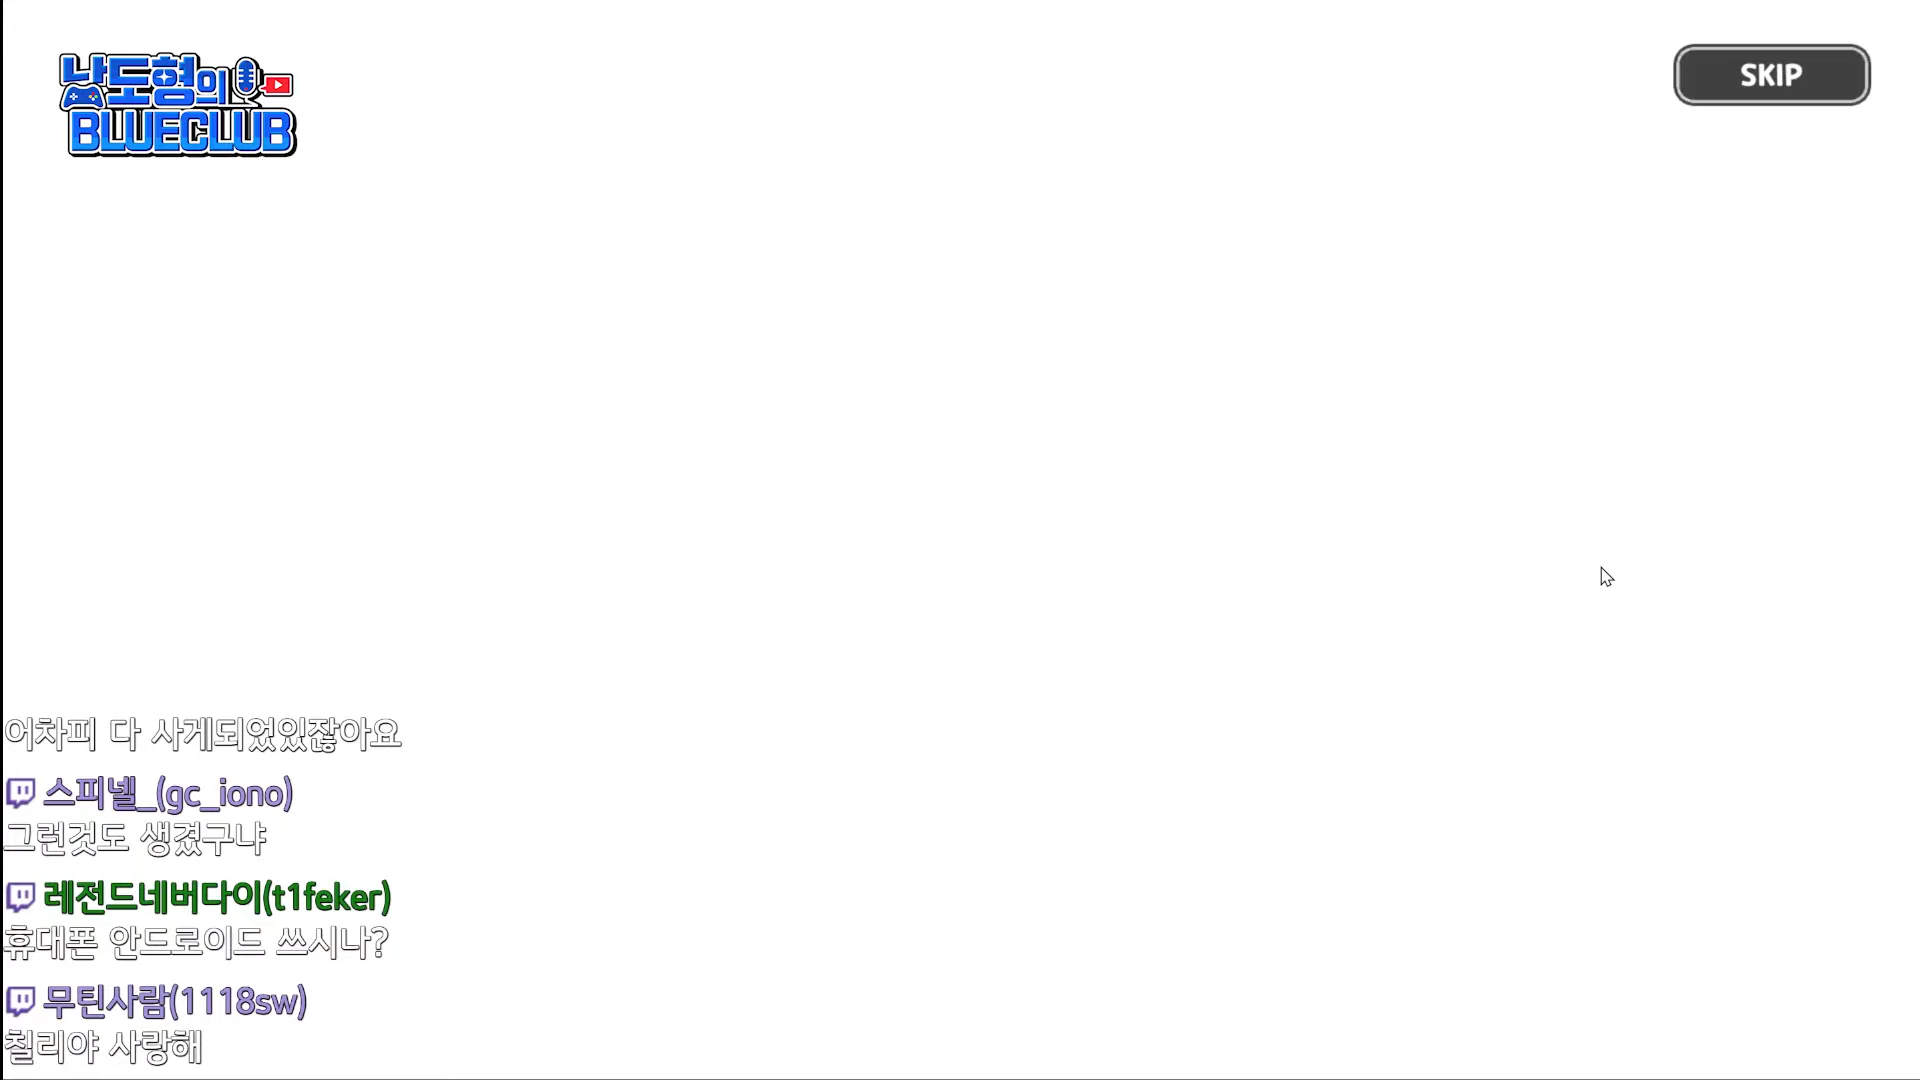 냐도형의
BLUECLUB
SKIP
어차피 다 사게되었있잖아요
스피넬_(gc_iono)
그런것도 생겼구냐
레전드네버다이(t1feker)
휴대폰 안드로이드 쓰시나?
무틴사람(1118sw)
칠리야 사랑해